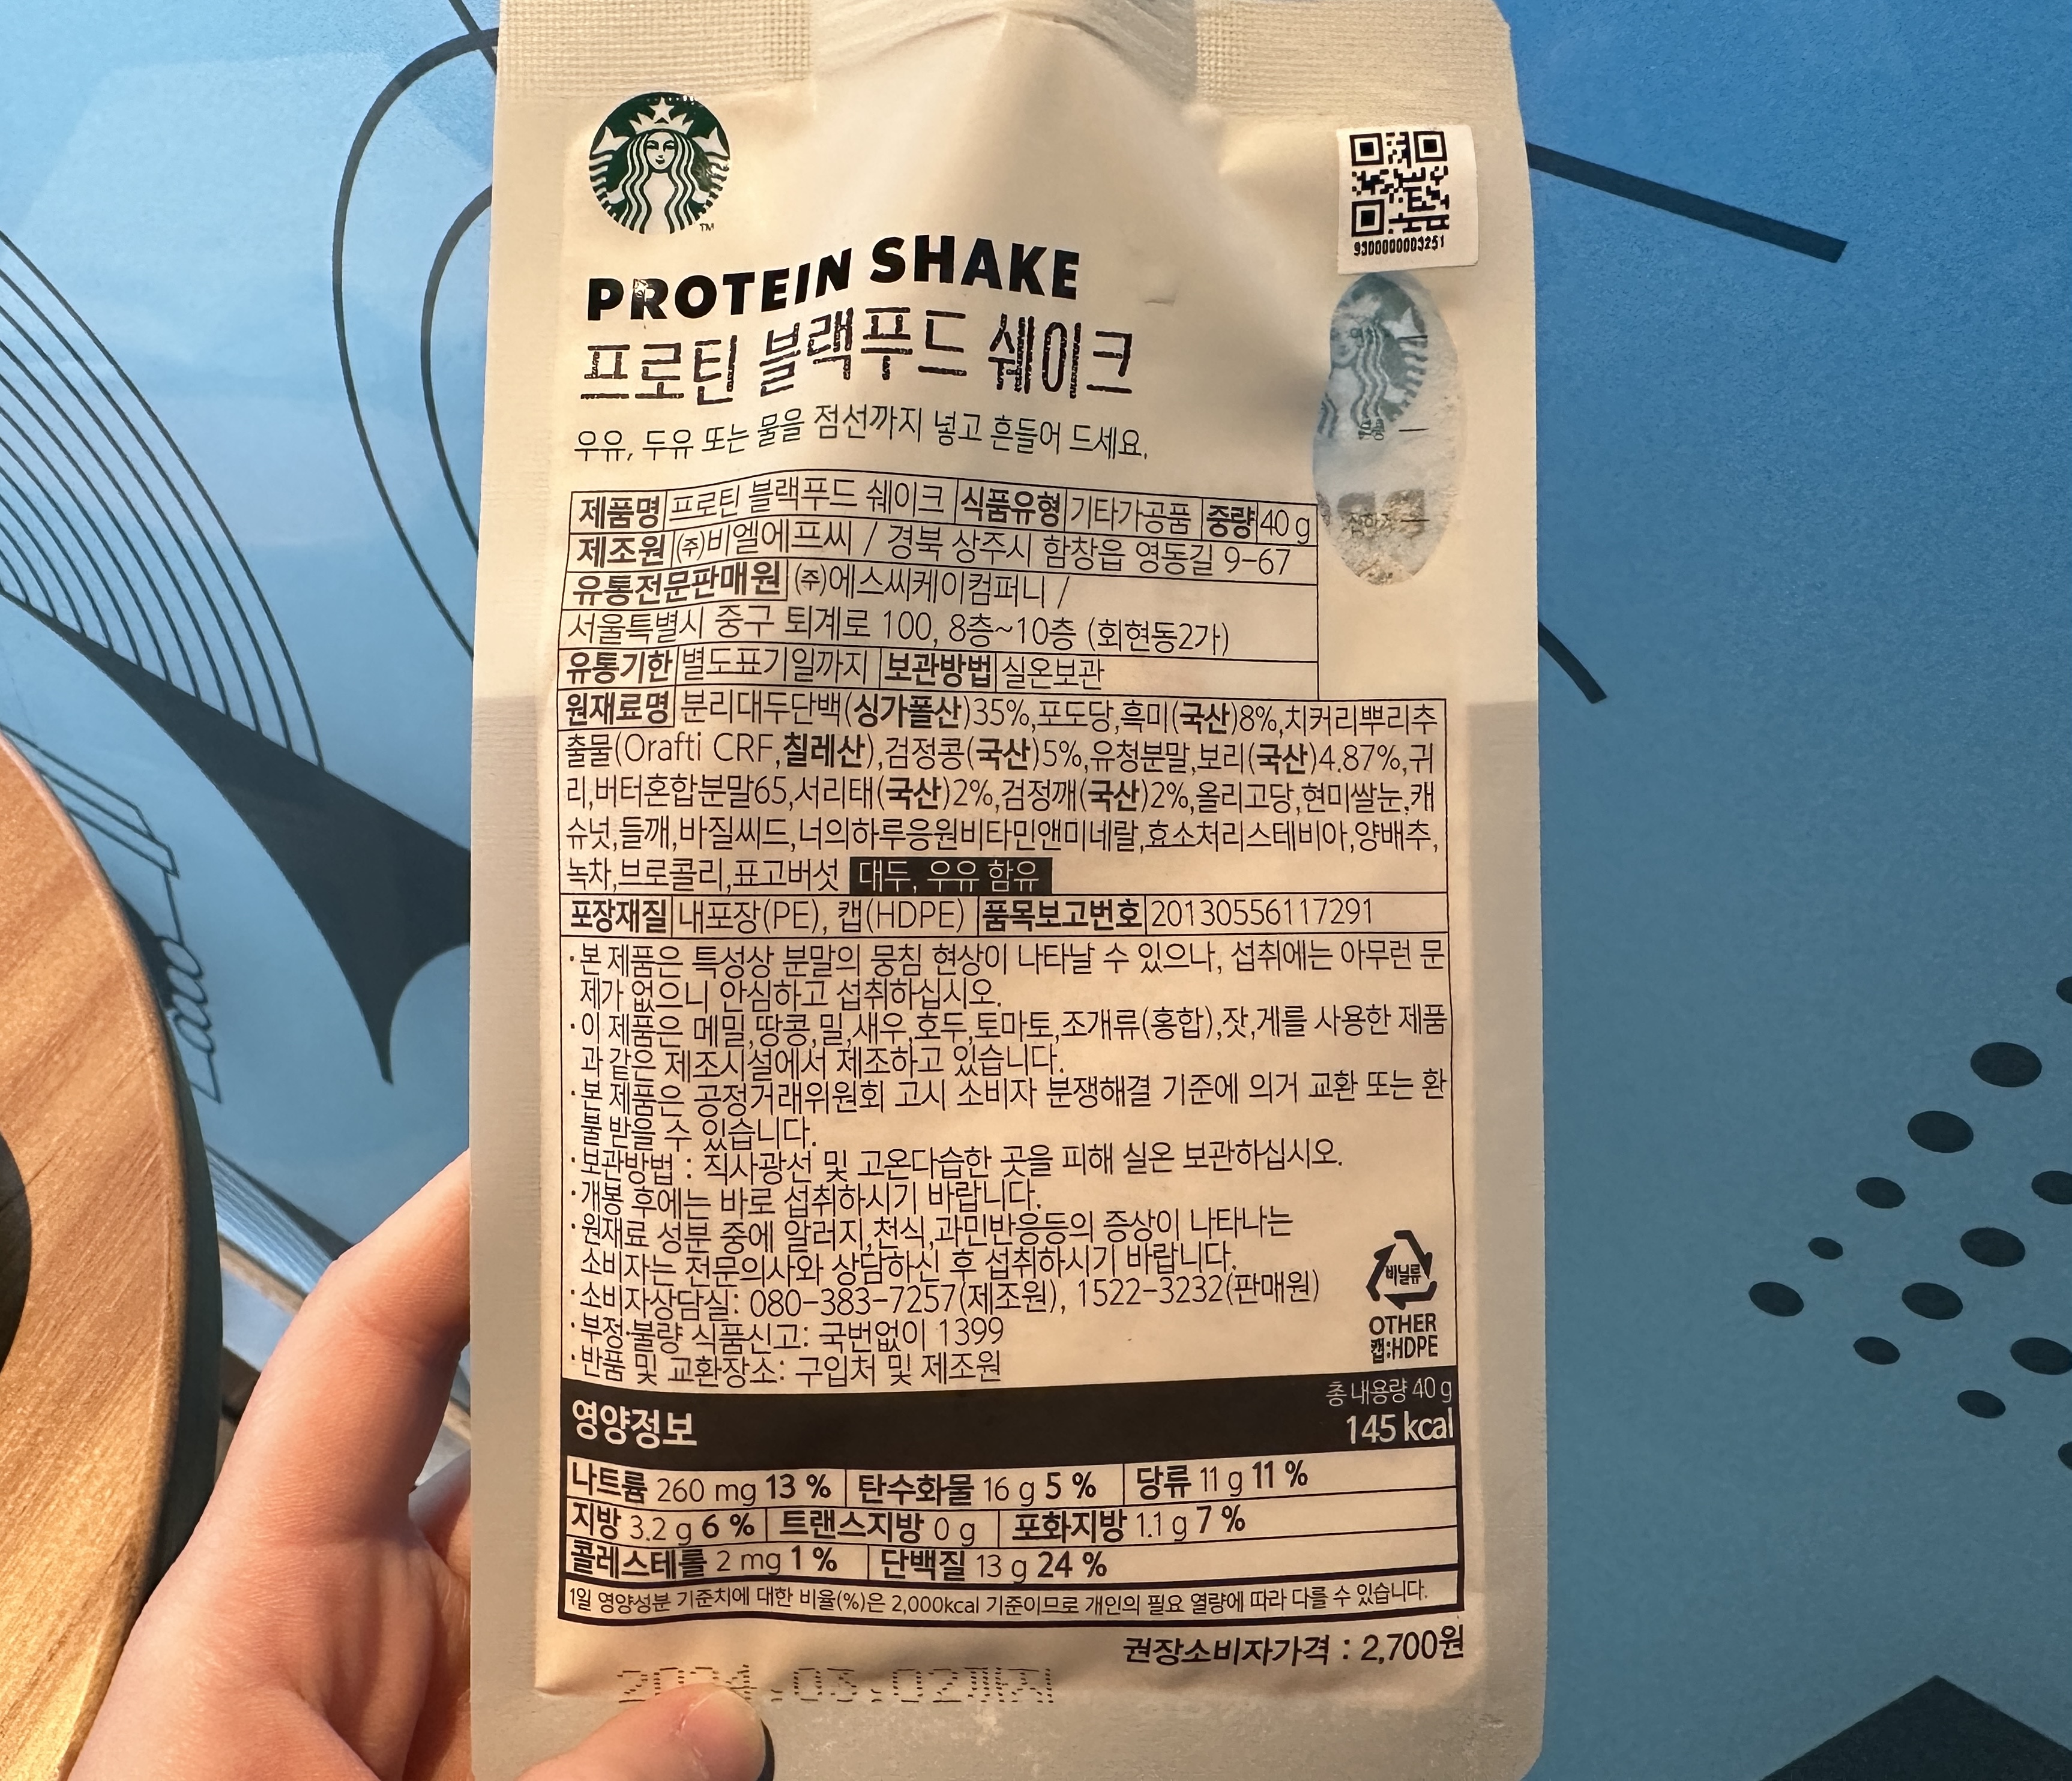 TM
9300000003251
PROTEIN SHAKE
프로틴 블랙푸드 쉐이크
우유, 두유 또는 물을 점선까지 넣고 흔들어 드세요.
제품명 프로틴 블랙푸드 쉐이크 식품유형 기타가공품 중량 40 g
제조원 (주)비엘에프씨 / 경북 상주시 함창읍 영동길 9-67
유통전문판매원 (주)에스씨케이컴퍼니 /
서울특별시 중구 퇴계로 100, 8층~10층 (회현동2가)
유통기한 별도표기일까지 보관방법 실온보관
원재료명 분리대두단백(싱가폴산)35%,포도당,흑미(국산)8%,치커리뿌리추
출물(Orafti CRF,칠레산),검정콩(국산)5%,유청분말,보리(국산)4.87%,귀
리,버터혼합분말65,서리태(국산)2%,검정깨(국산)2%,올리고당,현미쌀눈,캐
슈넛,들깨,바질씨드,너의하루응원비타민앤미네랄,효소처리스테비아,양배추,
녹차,브로콜리,표고버섯 대두, 우유 함유
포장재질 내포장(PE), 캡(HDPE) 품목보고번호 20130556117291
·본 제품은 특성상 분말의 뭉침 현상이 나타날 수 있으나, 섭취에는 아무런 문
제가 없으니 안심하고 섭취하십시오.
·이 제품은 메밀,땅콩,밀,새우,호두,토마토,조개류(홍합),잣,게를 사용한 제품
과 같은 제조시설에서 제조하고 있습니다.
·본 제품은 공정거래위원회 고시 소비자 분쟁해결 기준에 의거 교환 또는 환
불 받을 수 있습니다.
·보관방법 : 직사광선 및 고온다습한 곳을 피해 실온 보관하십시오.
·개봉 후에는 바로 섭취하시기 바랍니다.
·원재료 성분 중에 알러지,천식,과민반응등의 증상이 나타나는
소비자는 전문의사와 상담하신 후 섭취하시기 바랍니다.
·소비자상담실: 080-383-7257(제조원), 1522-3232(판매원)
·부정·불량 식품신고: 국번없이 1399
·반품 및 교환장소: 구입처 및 제조원
비닐류
OTHER
캡:HDPE
영양정보 총 내용량 40 g
145 kcal
나트륨 260 mg 13 % 탄수화물 16 g 5 % 당류 11 g 11 %
지방 3.2 g 6 % 트랜스지방 0 g 포화지방 1.1 g 7 %
콜레스테롤 2 mg 1 % 단백질 13 g 24 %
1일 영양성분 기준치에 대한 비율(%)은 2,000kcal 기준이므로 개인의 필요 열량에 따라 다를 수 있습니다.
권장소비자가격 : 2,700원
2024.03.02까지